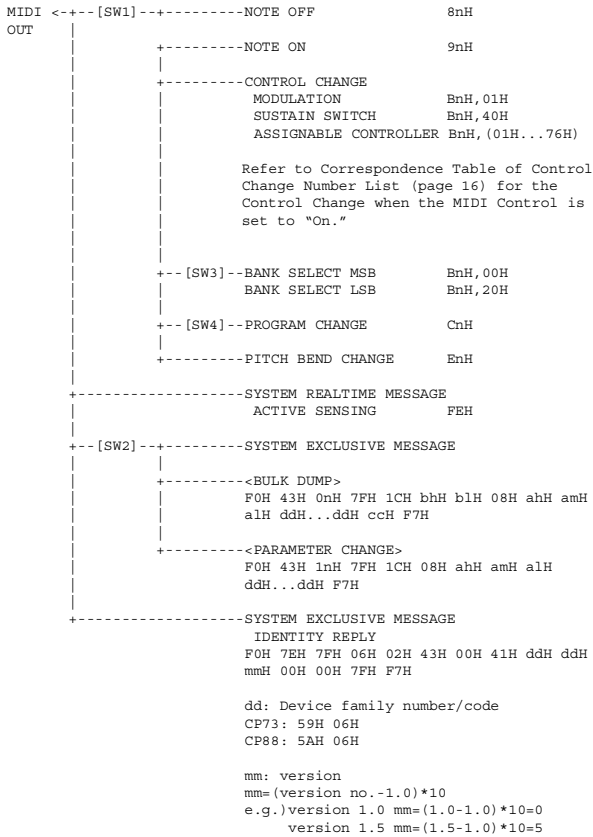 MIDI <-+--[SW1]--+---------NOTE OFF 8nH
OUT
+---------NOTE ON 9nH
+---------CONTROL CHANGE
MODULATION BnH,01H
SUSTAIN SWITCH BnH,40H
ASSIGNABLE CONTROLLER BnH,(01H...76H)
Refer to Correspondence Table of Control
Change Number List (page 16) for the
Control Change when the MIDI Control is
set to “On.”
+--[SW3]--BANK SELECT MSB BnH,00H
BANK SELECT LSB BnH,20H
+--[SW4]--PROGRAM CHANGE CnH
+---------PITCH BEND CHANGE EnH
+-------------------SYSTEM REALTIME MESSAGE
ACTIVE SENSING FEH
+--[SW2]--+---------SYSTEM EXCLUSIVE MESSAGE
+---------<BULK DUMP>
F0H 43H 0nH 7FH 1CH bhH blH 08H ahH amH
alH ddH...ddH ccH F7H
+---------<PARAMETER CHANGE>
F0H 43H 1nH 7FH 1CH 08H ahH amH alH
ddH...ddH F7H
+-------------------SYSTEM EXCLUSIVE MESSAGE
IDENTITY REPLY
F0H 7EH 7FH 06H 02H 43H 00H 41H ddH ddH
mmH 00H 00H 7FH F7H
dd: Device family number/code
CP73: 59H 06H
CP88: 5AH 06H
mm: version
mm=(version no.-1.0)*10
e.g.)version 1.0 mm=(1.0-1.0)*10=0
version 1.5 mm=(1.5-1.0)*10=5